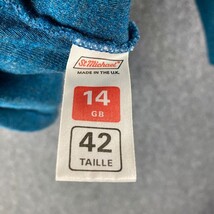 St Michael
MADE IN THE U.K.
14
GB
42
TAILLE